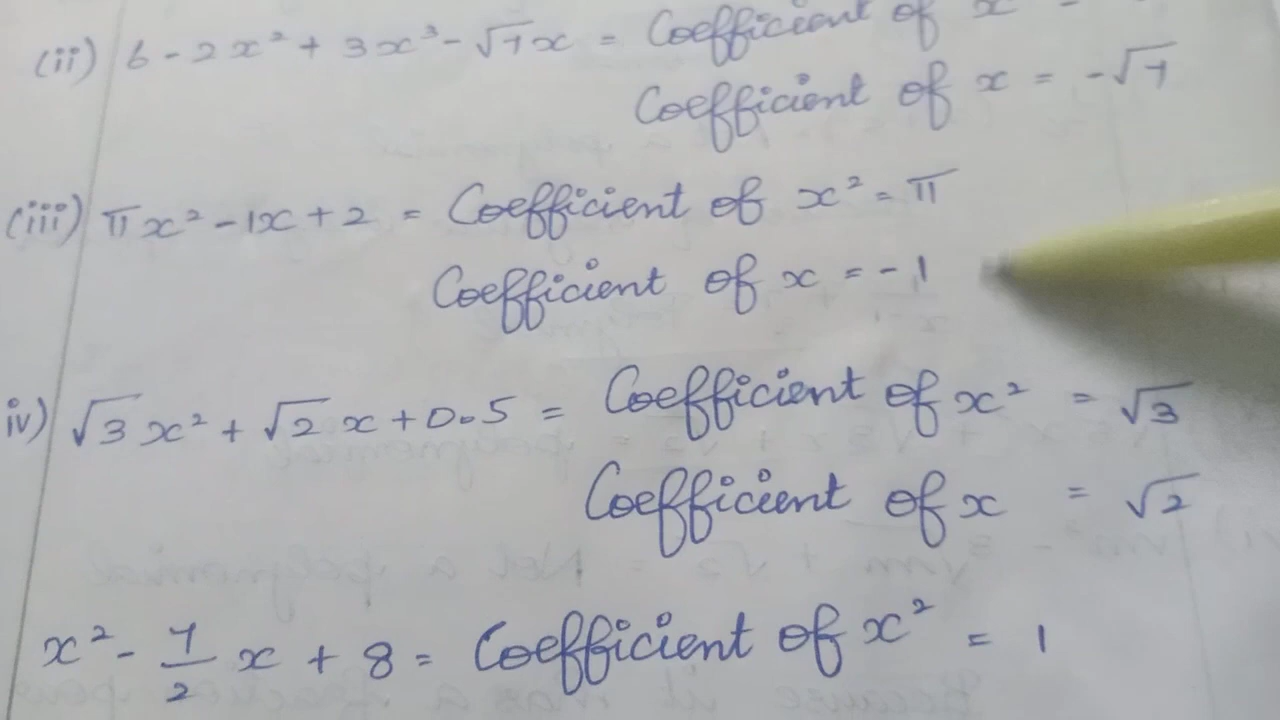 (ii) 6 - 2x² + 3x³ - √7x = Coefficient of x
Coefficient of x = -√7
(iii) πx² - 1x + 2 = Coefficient of x² = π
Coefficient of x = -1
iv) √3x² + √2x + 0.5 = Coefficient of x² = √3
Coefficient of x = √2
x² - 7/2 x + 8 = Coefficient of x² = 1